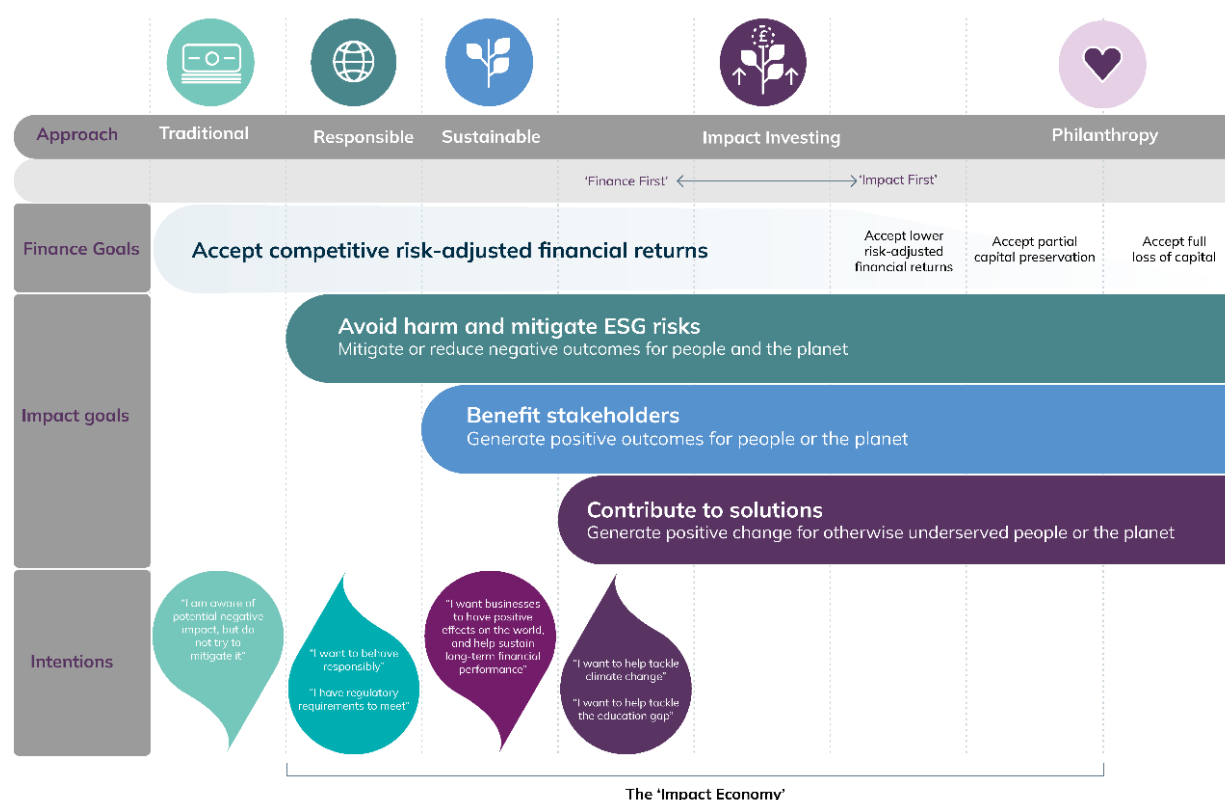 £
Approach
Traditional
Responsible
Sustainable
Impact Investing
Philanthropy
‘Finance First’
‘Impact First’
Finance Goals
Accept competitive risk-adjusted financial returns
Accept lower
risk-adjusted
financial returns
Accept partial
capital preservation
Accept full
loss of capital
Impact goals
Avoid harm and mitigate ESG risks
Mitigate or reduce negative outcomes for people and the planet
Benefit stakeholders
Generate positive outcomes for people or the planet
Contribute to solutions
Generate positive change for otherwise underserved people or the planet
Intentions
“I am aware of
potential negative
impact, but do
not try to
mitigate it”
“I want to behave
responsibly”
“I have regulatory
requirements to meet”
“I want businesses
to have positive
effects on the world,
and help sustain
long-term financial
performance”
“I want to help tackle
climate change”
“I want to help tackle
the education gap”
The ‘Impact Economy’